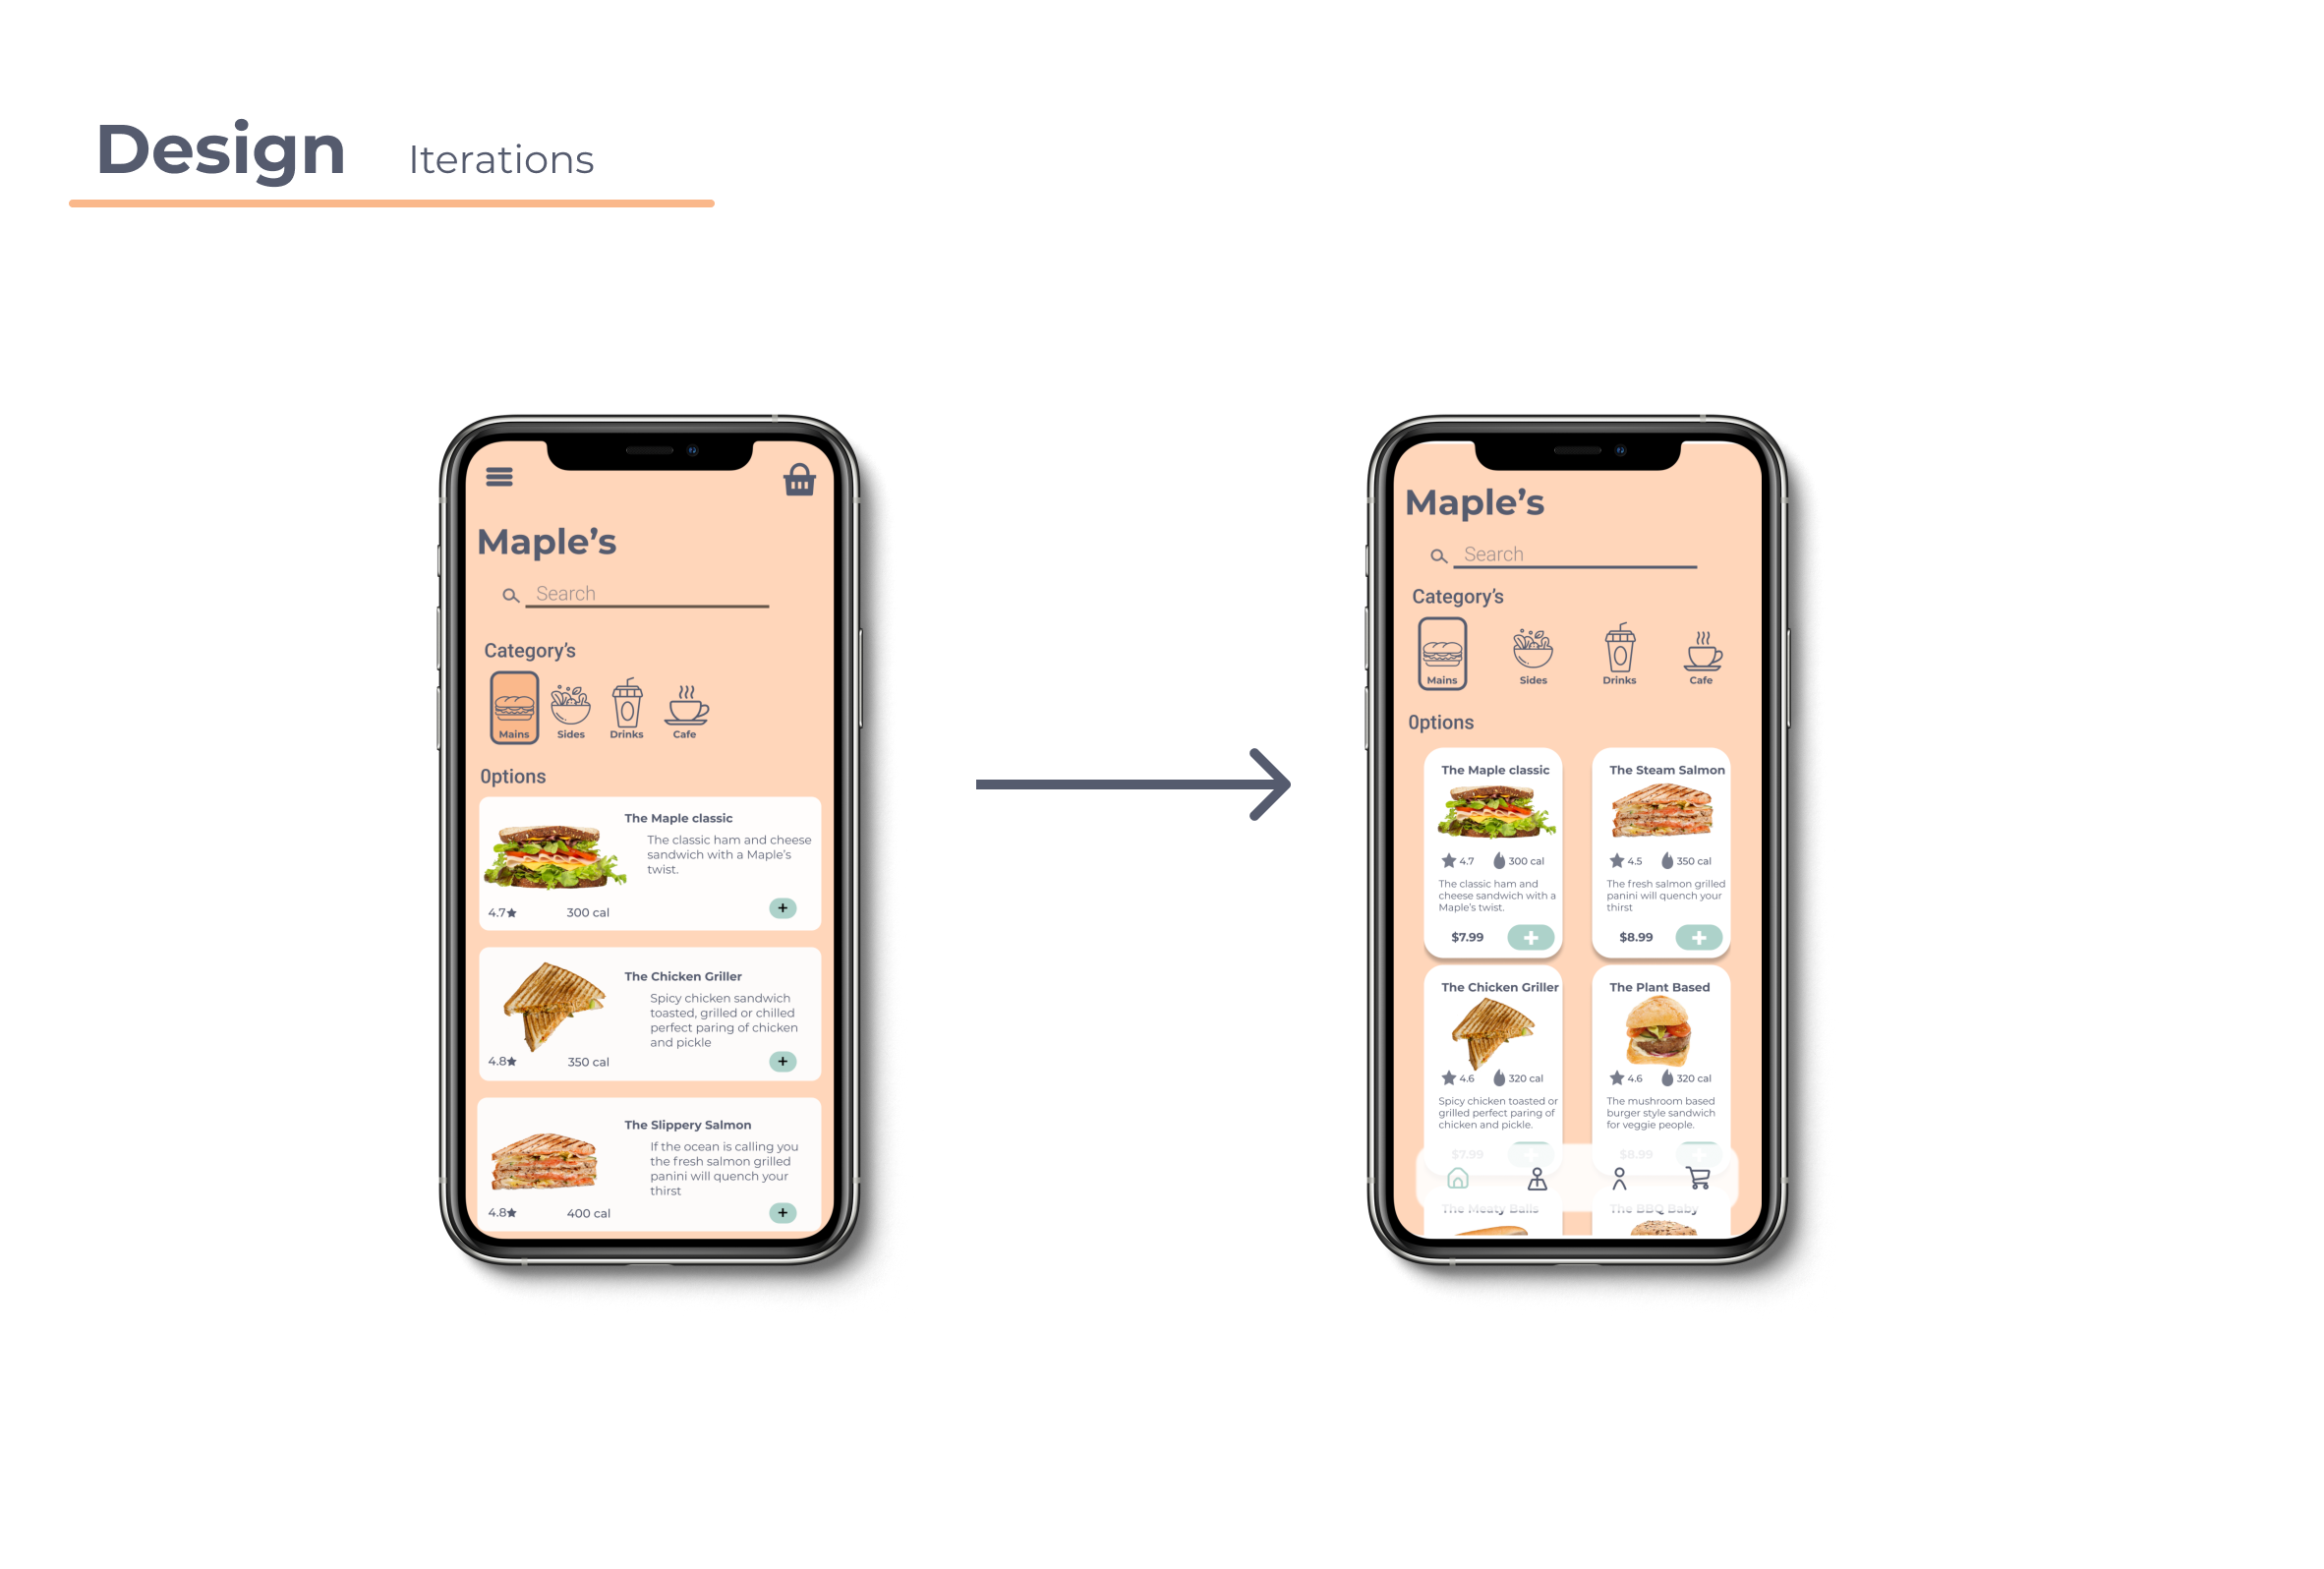 Design Iterations
Maple's
Search
Category's
Mains Sides Drinks Cafe
Options
The Maple classic
The classic ham and cheese
sandwich with a Maple's
twist.
4.7★ 300 cal +
The Chicken Griller
Spicy chicken sandwich
toasted, grilled or chilled
perfect paring of chicken
and pickle
4.8★ 350 cal +
The Slippery Salmon
If the ocean is calling you
the fresh salmon grilled
panini will quench your
thirst
4.8★ 400 cal +
Maple's
Search
Category's
Mains Sides Drinks Cafe
Options
The Maple classic
4.7 300 cal
The classic ham and
cheese sandwich with a
Maple's twist.
$7.99 +
The Steam Salmon
4.5 350 cal
The fresh salmon grilled
panini will quench your
thirst
$8.99 +
The Chicken Griller
4.6 320 cal
Spicy chicken toasted or
grilled perfect paring of
chicken and pickle.
$7.99 +
The Plant Based
4.6 320 cal
The mushroom based
burger style sandwich
for veggie people.
$8.99 +
The Meaty Balls
The BBQ Baby